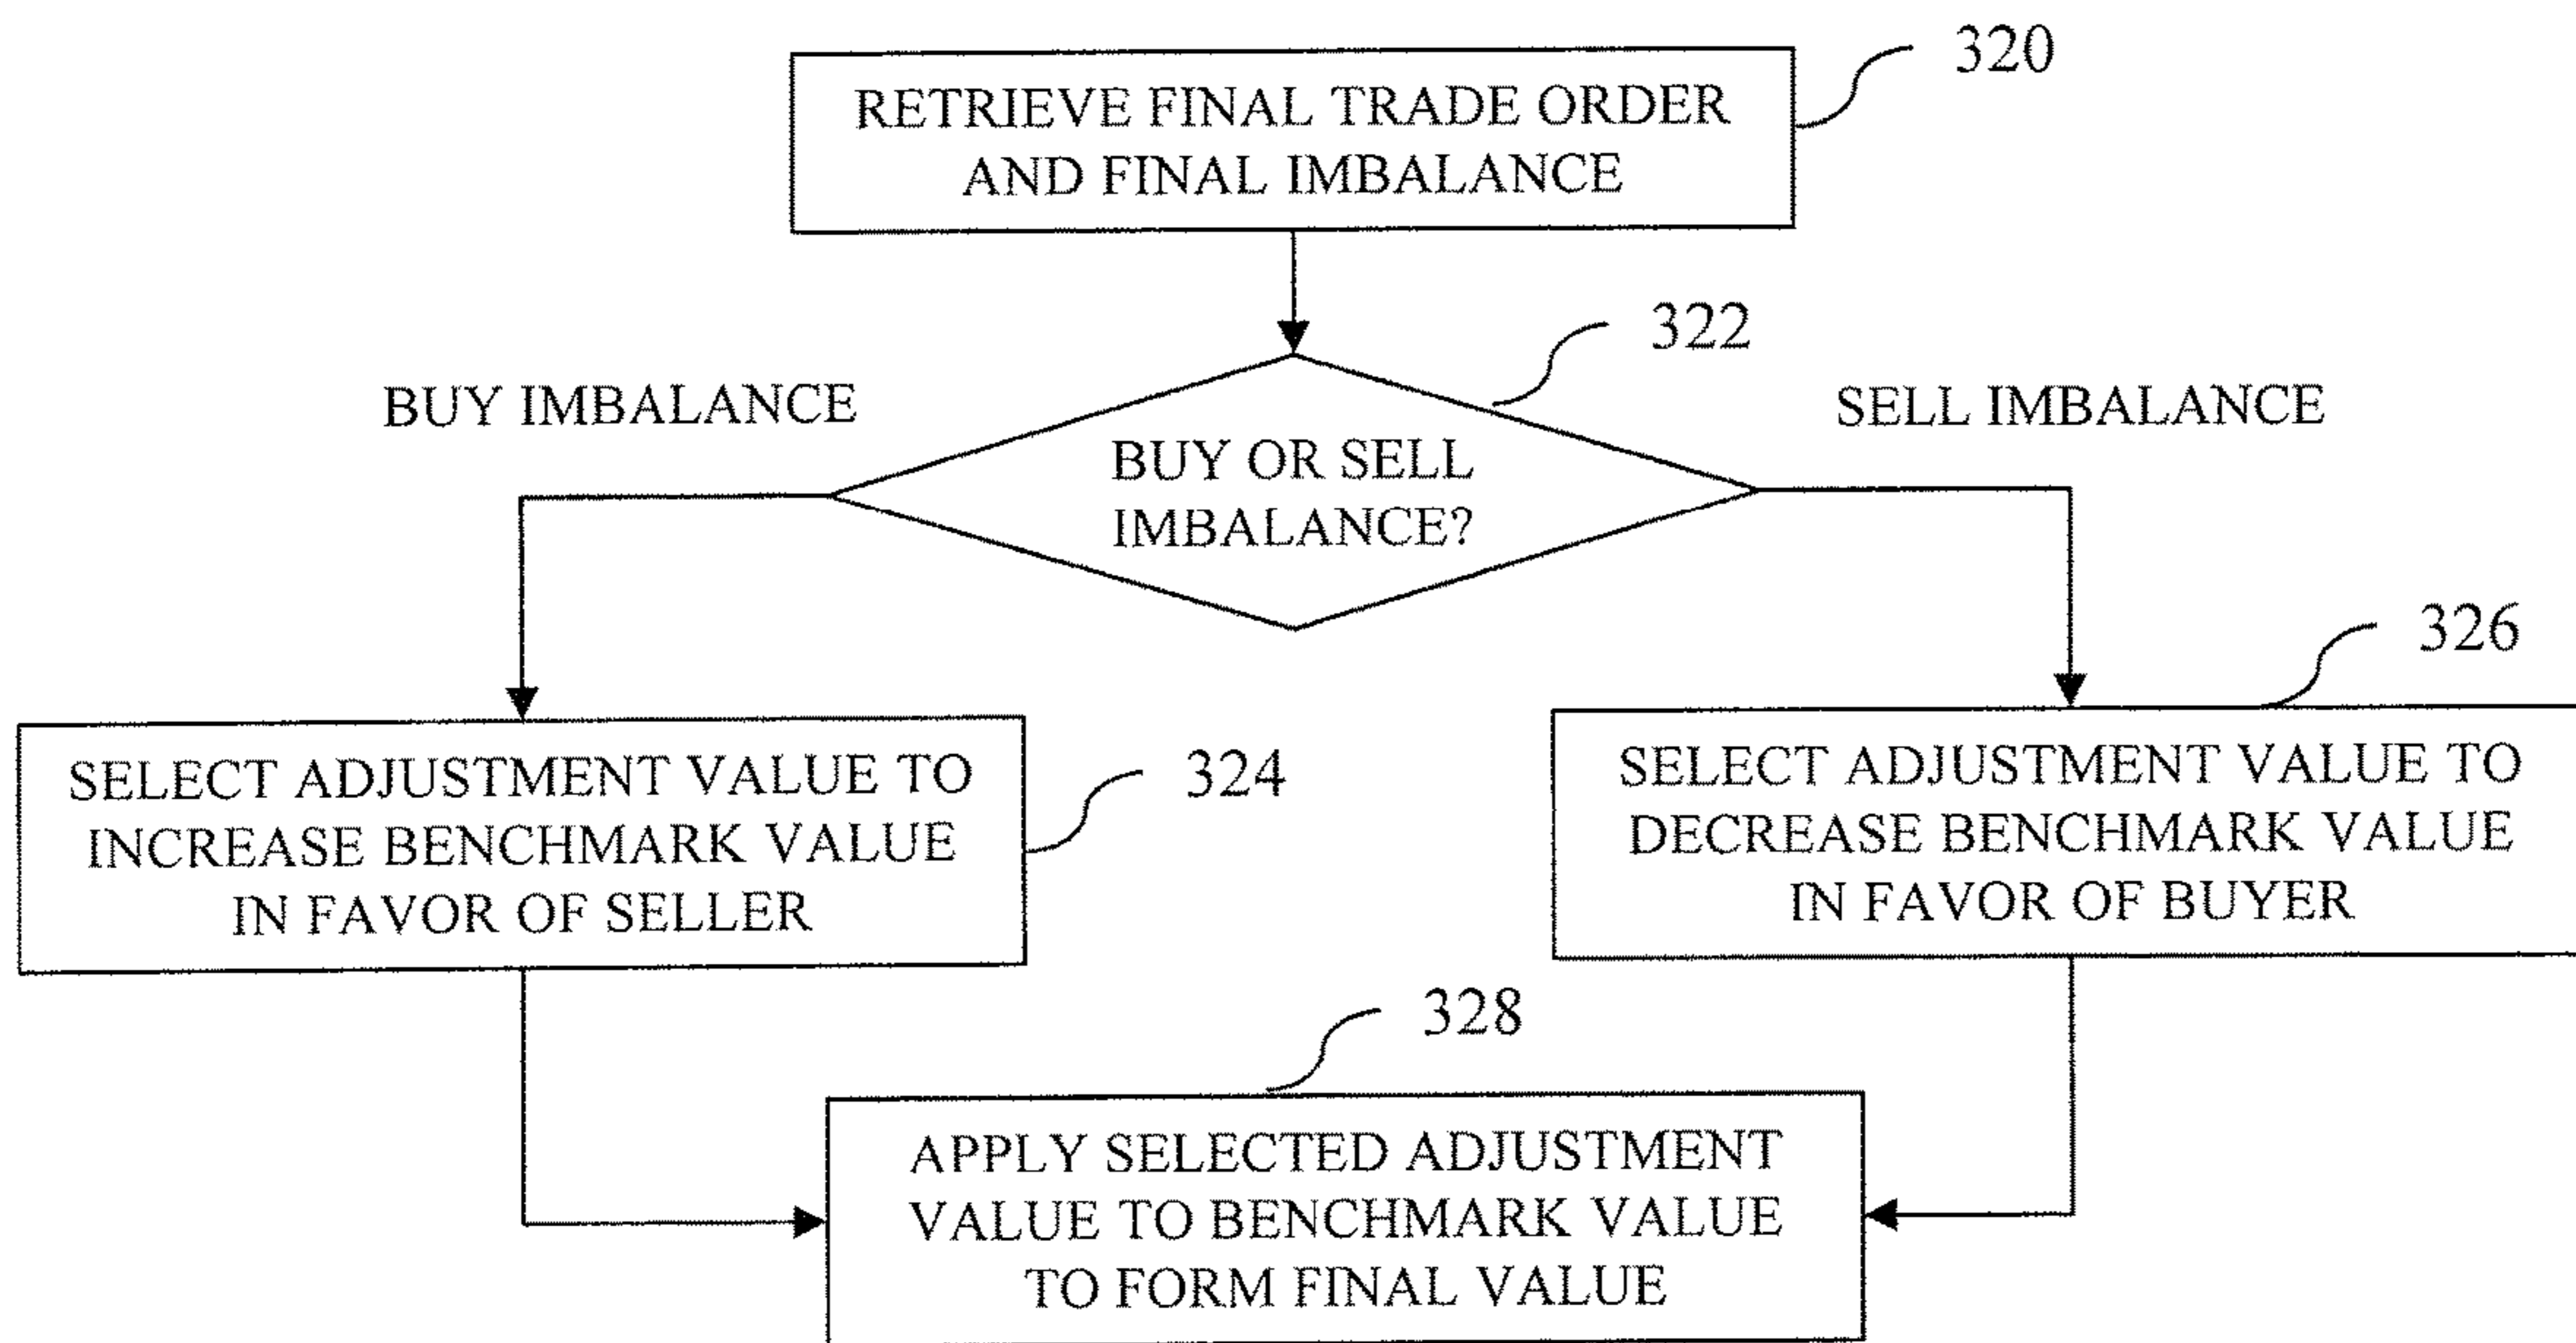 320
RETRIEVE FINAL TRADE ORDER
AND FINAL IMBALANCE
322
BUY IMBALANCE
SELL IMBALANCE
BUY OR SELL
IMBALANCE?
326
324
SELECT ADJUSTMENT VALUE TO
INCREASE BENCHMARK VALUE
IN FAVOR OF SELLER
SELECT ADJUSTMENT VALUE TO
DECREASE BENCHMARK VALUE
IN FAVOR OF BUYER
328
APPLY SELECTED ADJUSTMENT
VALUE TO BENCHMARK VALUE
TO FORM FINAL VALUE